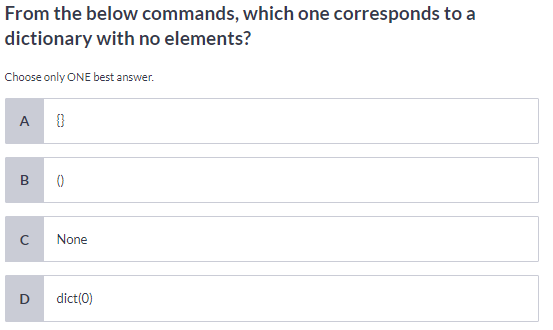 From the below commands, which one corresponds to a
dictionary with no elements?
Choose only ONE best answer.
A {}
B ()
C None
D dict(0)